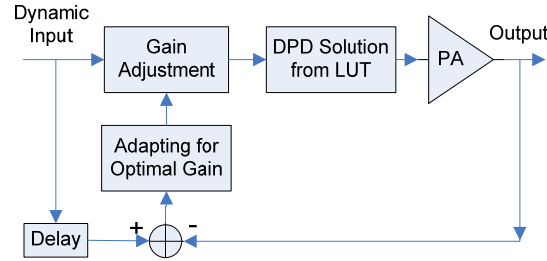 Dynamic
Input
Gain
Adjustment
DPD Solution
from LUT
PA
Output
Adapting for
Optimal Gain
Delay
+
-